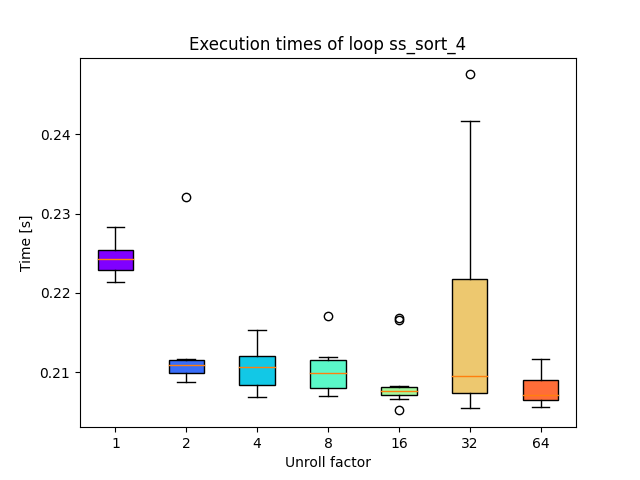 Execution times of loop ss_sort_4
0.24
0.23
0.22
0.21
Time [s]
1 2 4 8 16 32 64
Unroll factor